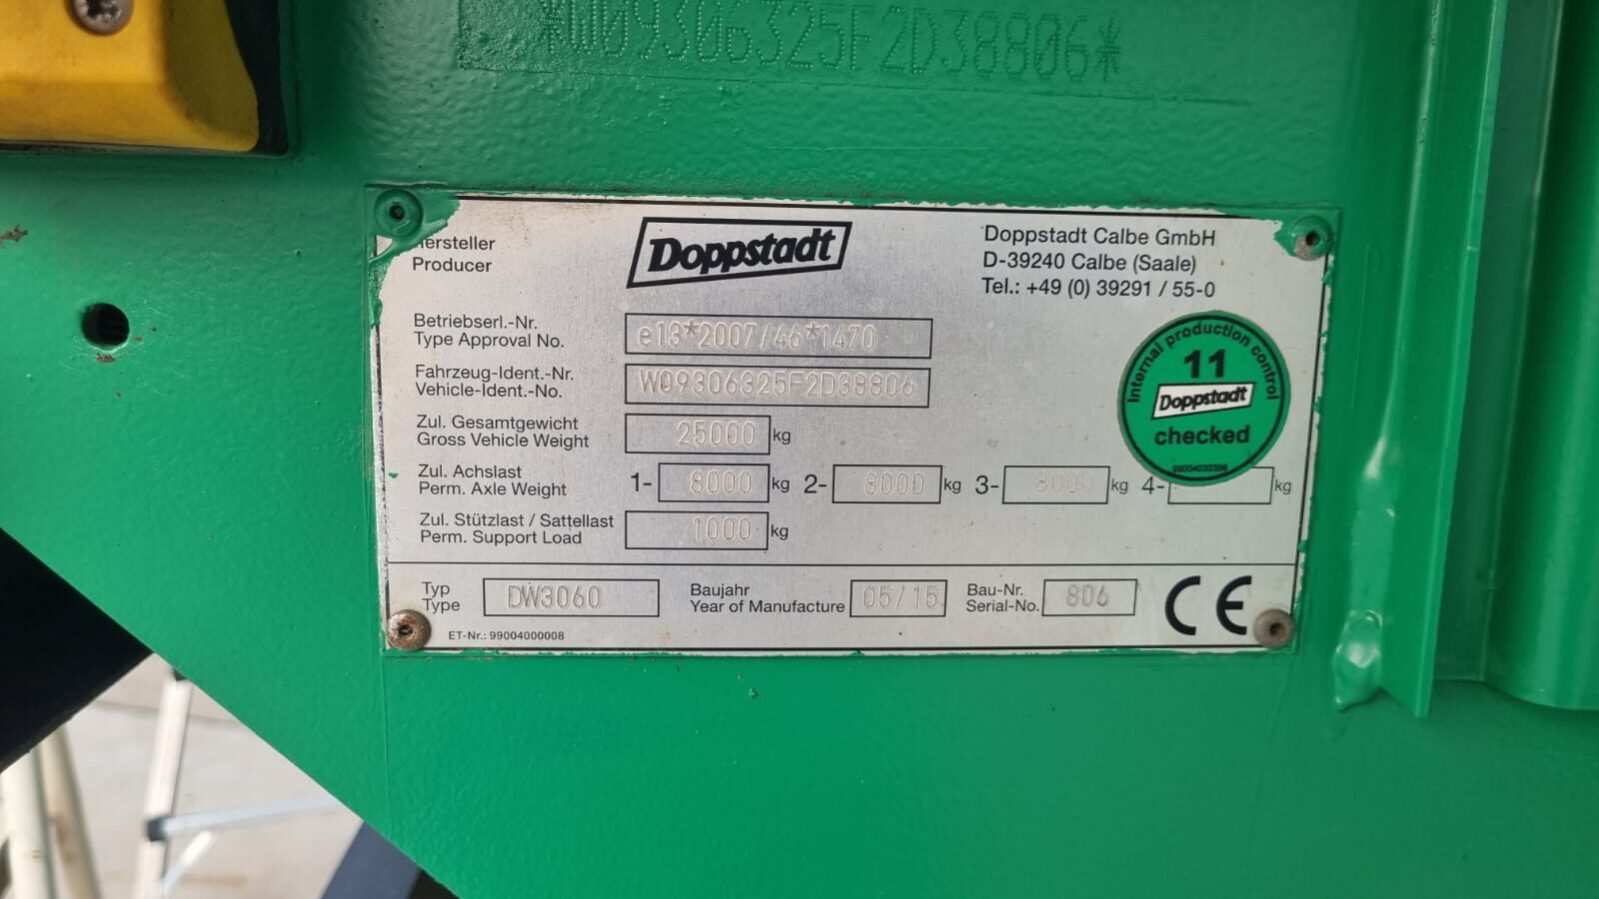 *W09306325F2D38806*
Hersteller
Producer
Doppstadt
Doppstadt Calbe GmbH
D-39240 Calbe (Saale)
Tel.: +49 (0) 39291 / 55-0
Betriebserl.-Nr.
Type Approval No.
e13*2007/46*1470
Fahrzeug-Ident.-Nr.
Vehicle-Ident.-No.
W09306325F2D38806
Internal production control
11
Doppstadt
checked
99004030356
Zul. Gesamtgewicht
Gross Vehicle Weight
25000 kg
Zul. Achslast
Perm. Axle Weight
1- 8000 kg 2- 8000 kg 3- 8000 kg 4- kg
Zul. Stützlast / Sattellast
Perm. Support Load
1000 kg
Typ
Type
DW3060
Baujahr
Year of Manufacture
05/15
Bau-Nr.
Serial-No.
806
CE
ET-Nr.: 99004000008